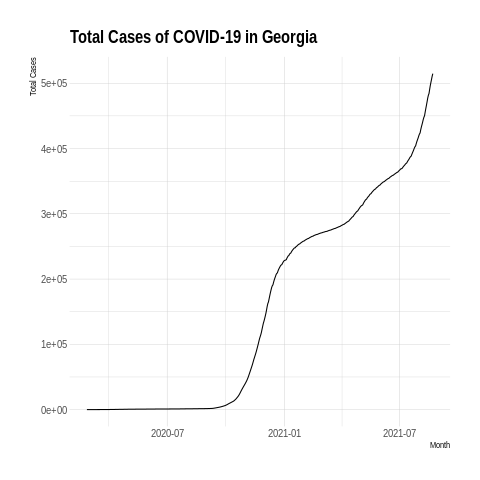 Total Cases of COVID-19 in Georgia
Total Cases
5e+05
4e+05
3e+05
2e+05
1e+05
0e+00
2020-07
2021-01
2021-07
Month